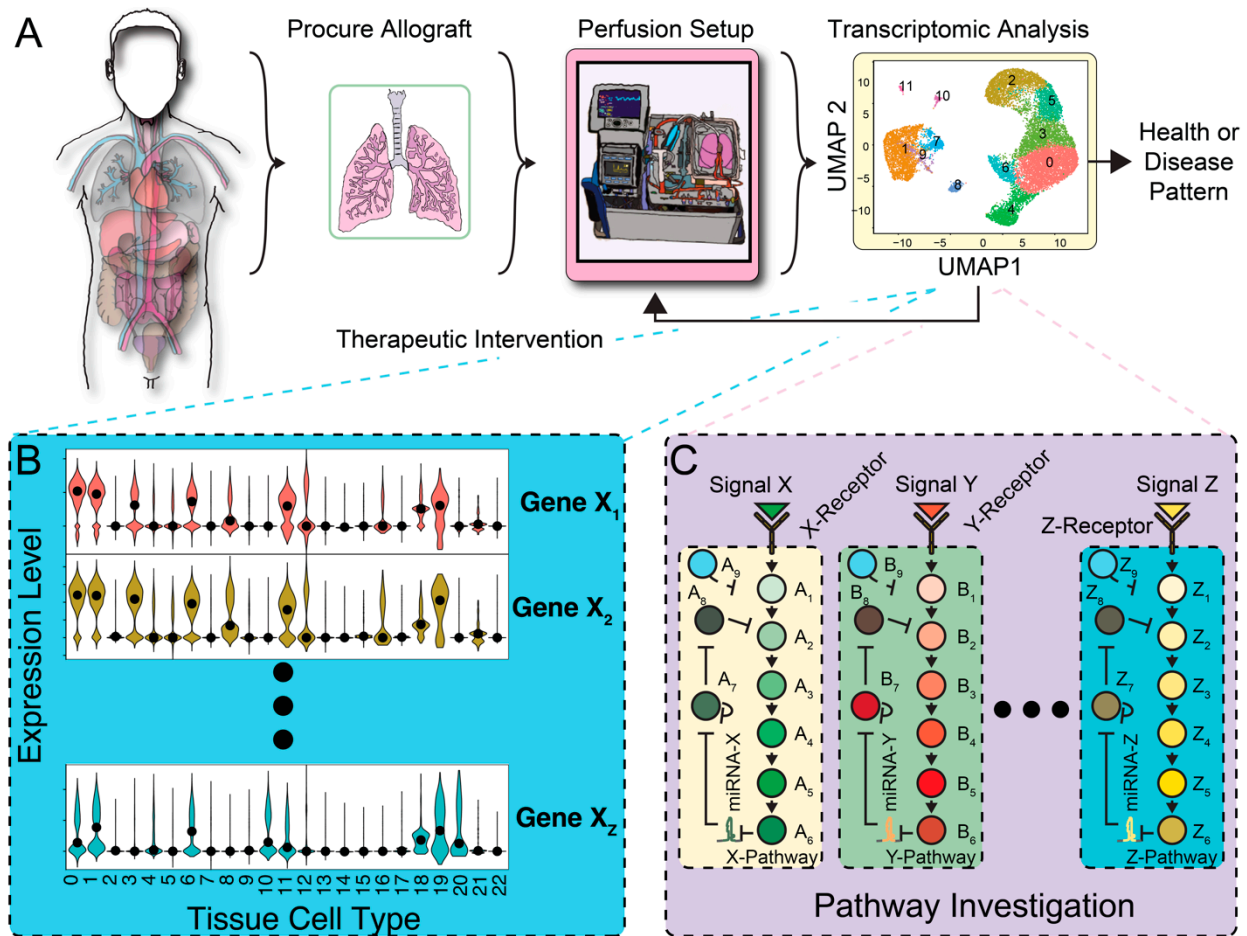 A
Procure Allograft
Perfusion Setup
Transcriptomic Analysis
UMAP 2
10
5
0
−5
−10
11
10
2
5
3
1
7
9
6
0
8
4
−10
−5
0
5
10
UMAP1
Health or
Disease
Pattern
Therapeutic Intervention
B
Expression Level
Gene X₁
Gene X₂
Gene X_Z
0 1 2 3 4 5 6 7 8 9 10 11 12 13 14 15 16 17 18 19 20 21 22
Tissue Cell Type
C
Signal X
X-Receptor
Signal Y
Y-Receptor
Signal Z
Z-Receptor
A₉
A₁
A₈
A₂
A₃
A₇
A₄
miRNA-X
A₅
A₆
X-Pathway
B₉
B₁
B₈
B₂
B₃
B₇
B₄
miRNA-Y
B₅
B₆
Y-Pathway
Z₉
Z₁
Z₈
Z₂
Z₃
Z₇
Z₄
miRNA-Z
Z₅
Z₆
Z-Pathway
Pathway Investigation